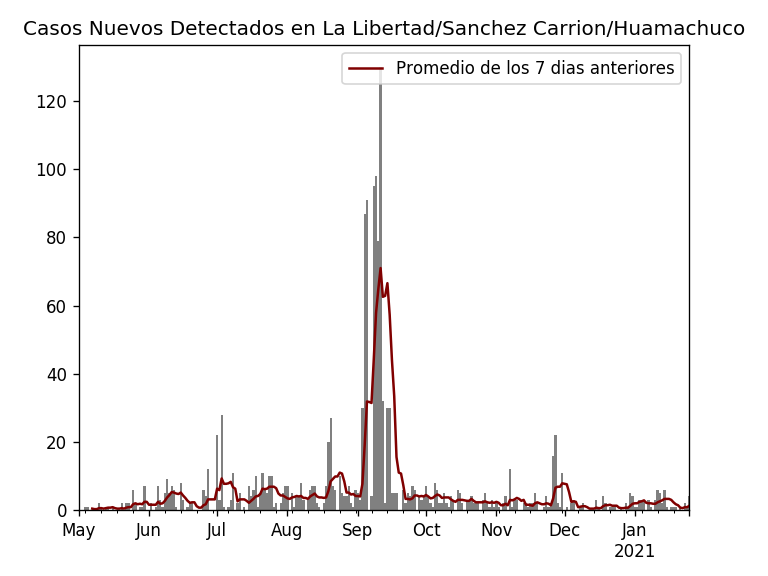 Casos Nuevos Detectados en La Libertad/Sanchez Carrion/Huamachuco
Promedio de los 7 dias anteriores
120
100
80
60
40
20
0
May Jun Jul Aug Sep Oct Nov Dec Jan
2021